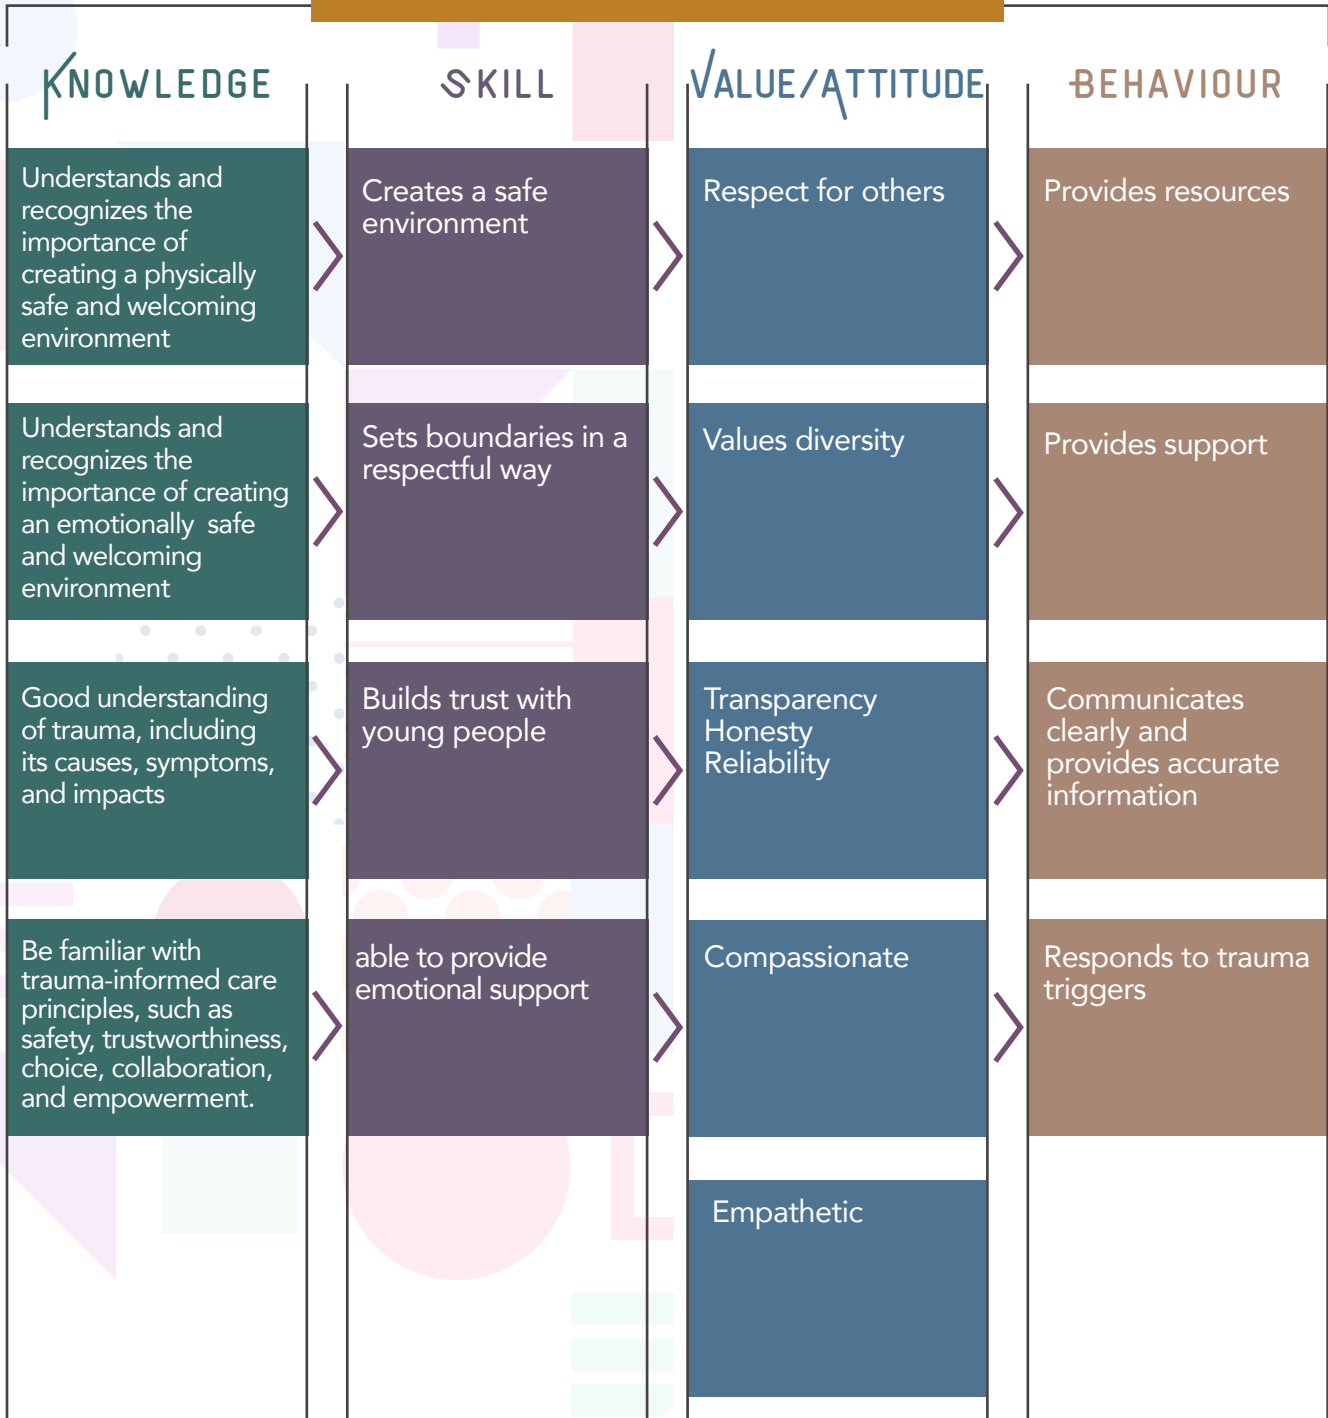 KNOWLEDGE
SKILL
VALUE/ATTITUDE
BEHAVIOUR
Understands and
recognizes the
importance of
creating a physically
safe and welcoming
environment
Creates a safe
environment
Respect for others
Provides resources
Understands and
recognizes the
importance of creating
an emotionally  safe
and welcoming
environment
Sets boundaries in a
respectful way
Values diversity
Provides support
Good understanding
of trauma, including
its causes, symptoms,
and impacts
Builds trust with
young people
Transparency
Honesty
Reliability
Communicates
clearly and
provides accurate
information
Be familiar with
trauma-informed care
principles, such as
safety, trustworthiness,
choice, collaboration,
and empowerment.
able to provide
emotional support
Compassionate
Responds to trauma
triggers
Empathetic